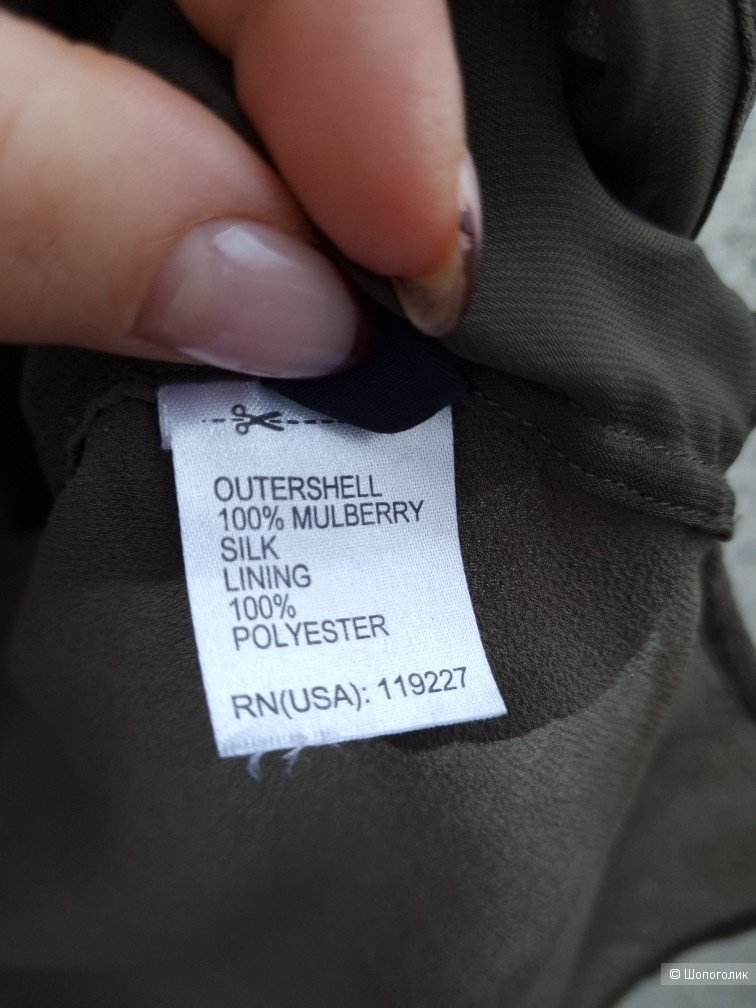 OUTERSHELL
100% MULBERRY
SILK
LINING
100%
POLYESTER
RN(USA): 119227
© Шопоголик